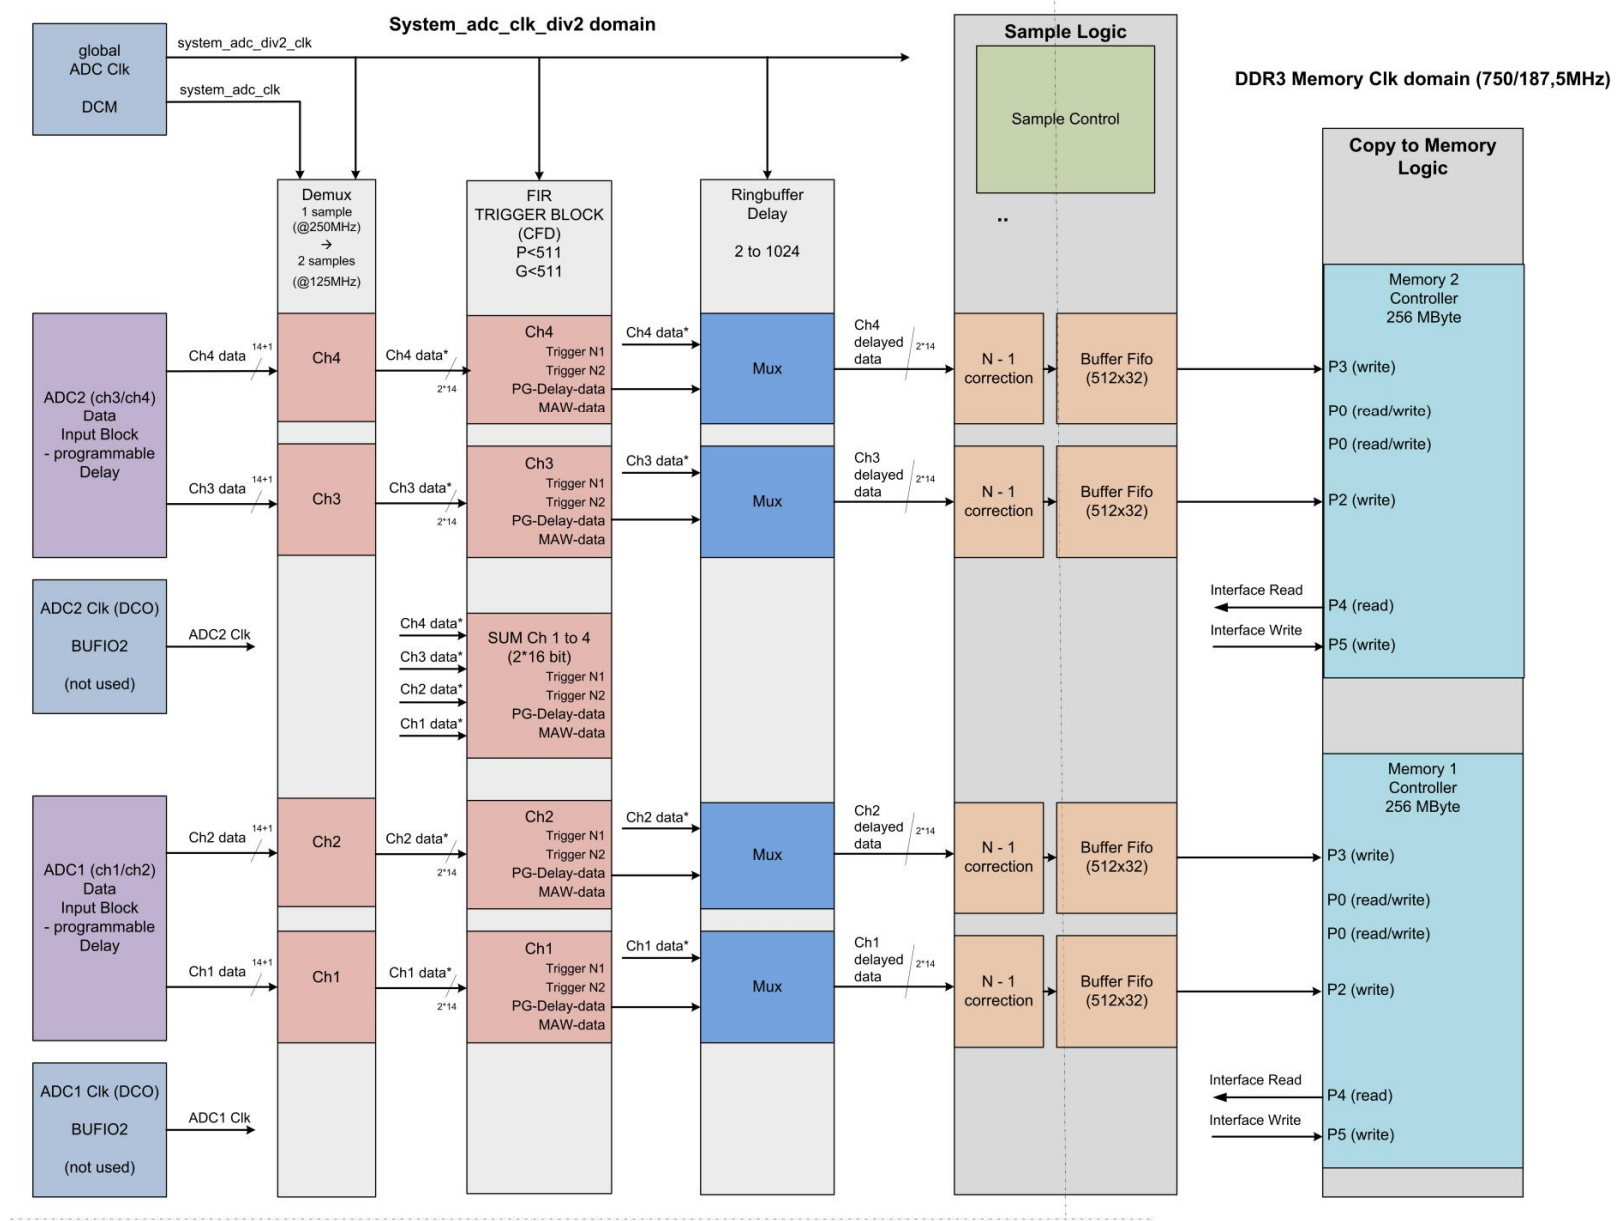 System_adc_clk_div2 domain
global
ADC Clk
DCM
system_adc_div2_clk
system_adc_clk
Sample Logic
Sample Control
..
DDR3 Memory Clk domain (750/187,5MHz)
Copy to Memory
Logic
Demux
1 sample
(@250MHz)
→
2 samples
(@125MHz)
FIR
TRIGGER BLOCK
(CFD)
P<511
G<511
Ringbuffer
Delay
2 to 1024
ADC2 (ch3/ch4)
Data
Input Block
- programmable
Delay
Ch4 data
14+1
Ch4
Ch4 data*
2*14
Ch4
Trigger N1
Trigger N2
PG-Delay-data
MAW-data
Ch4 data*
Mux
Ch4
delayed
data
2*14
N - 1
correction
Buffer Fifo
(512x32)
Ch3 data
14+1
Ch3
Ch3 data*
2*14
Ch3
Trigger N1
Trigger N2
PG-Delay-data
MAW-data
Ch3 data*
Mux
Ch3
delayed
data
2*14
N - 1
correction
Buffer Fifo
(512x32)
Memory 2
Controller
256 MByte
P3 (write)
P0 (read/write)
P0 (read/write)
P2 (write)
Interface Read
P4 (read)
Interface Write
P5 (write)
ADC2 Clk (DCO)
BUFIO2
(not used)
ADC2 Clk
Ch4 data*
Ch3 data*
Ch2 data*
Ch1 data*
SUM Ch 1 to 4
(2*16 bit)
Trigger N1
Trigger N2
PG-Delay-data
MAW-data
ADC1 (ch1/ch2)
Data
Input Block
- programmable
Delay
Ch2 data
14+1
Ch2
Ch2 data*
2*14
Ch2
Trigger N1
Trigger N2
PG-Delay-data
MAW-data
Ch2 data*
Mux
Ch2
delayed
data
2*14
N - 1
correction
Buffer Fifo
(512x32)
Ch1 data
14+1
Ch1
Ch1 data*
2*14
Ch1
Trigger N1
Trigger N2
PG-Delay-data
MAW-data
Ch1 data*
Mux
Ch1
delayed
data
2*14
N - 1
correction
Buffer Fifo
(512x32)
Memory 1
Controller
256 MByte
P3 (write)
P0 (read/write)
P0 (read/write)
P2 (write)
Interface Read
P4 (read)
Interface Write
P5 (write)
ADC1 Clk (DCO)
BUFIO2
(not used)
ADC1 Clk